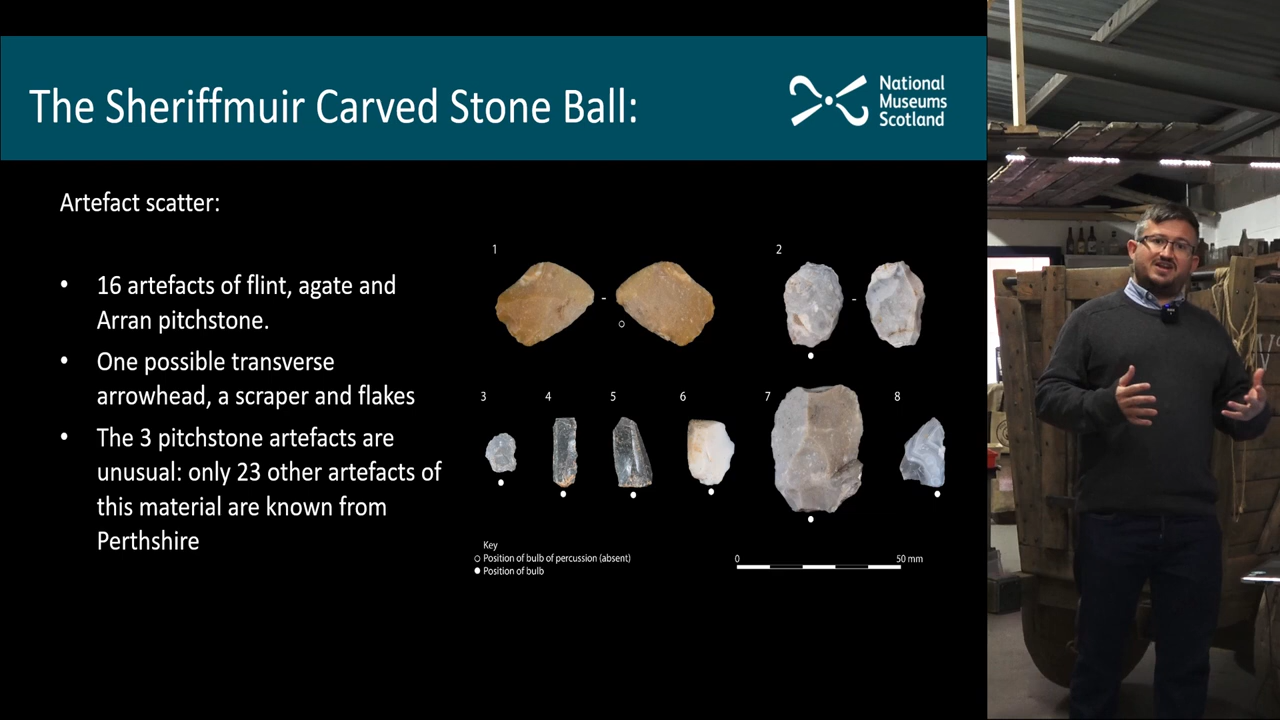 The Sheriffmuir Carved Stone Ball:
National
Museums
Scotland
Artefact scatter:
• 16 artefacts of flint, agate and
Arran pitchstone.
• One possible transverse
arrowhead, a scraper and flakes
• The 3 pitchstone artefacts are
unusual: only 23 other artefacts of
this material are known from
Perthshire
1
2
3 4 5 6 7 8
Key
Position of bulb of percussion (absent)
Position of bulb
0 50 mm